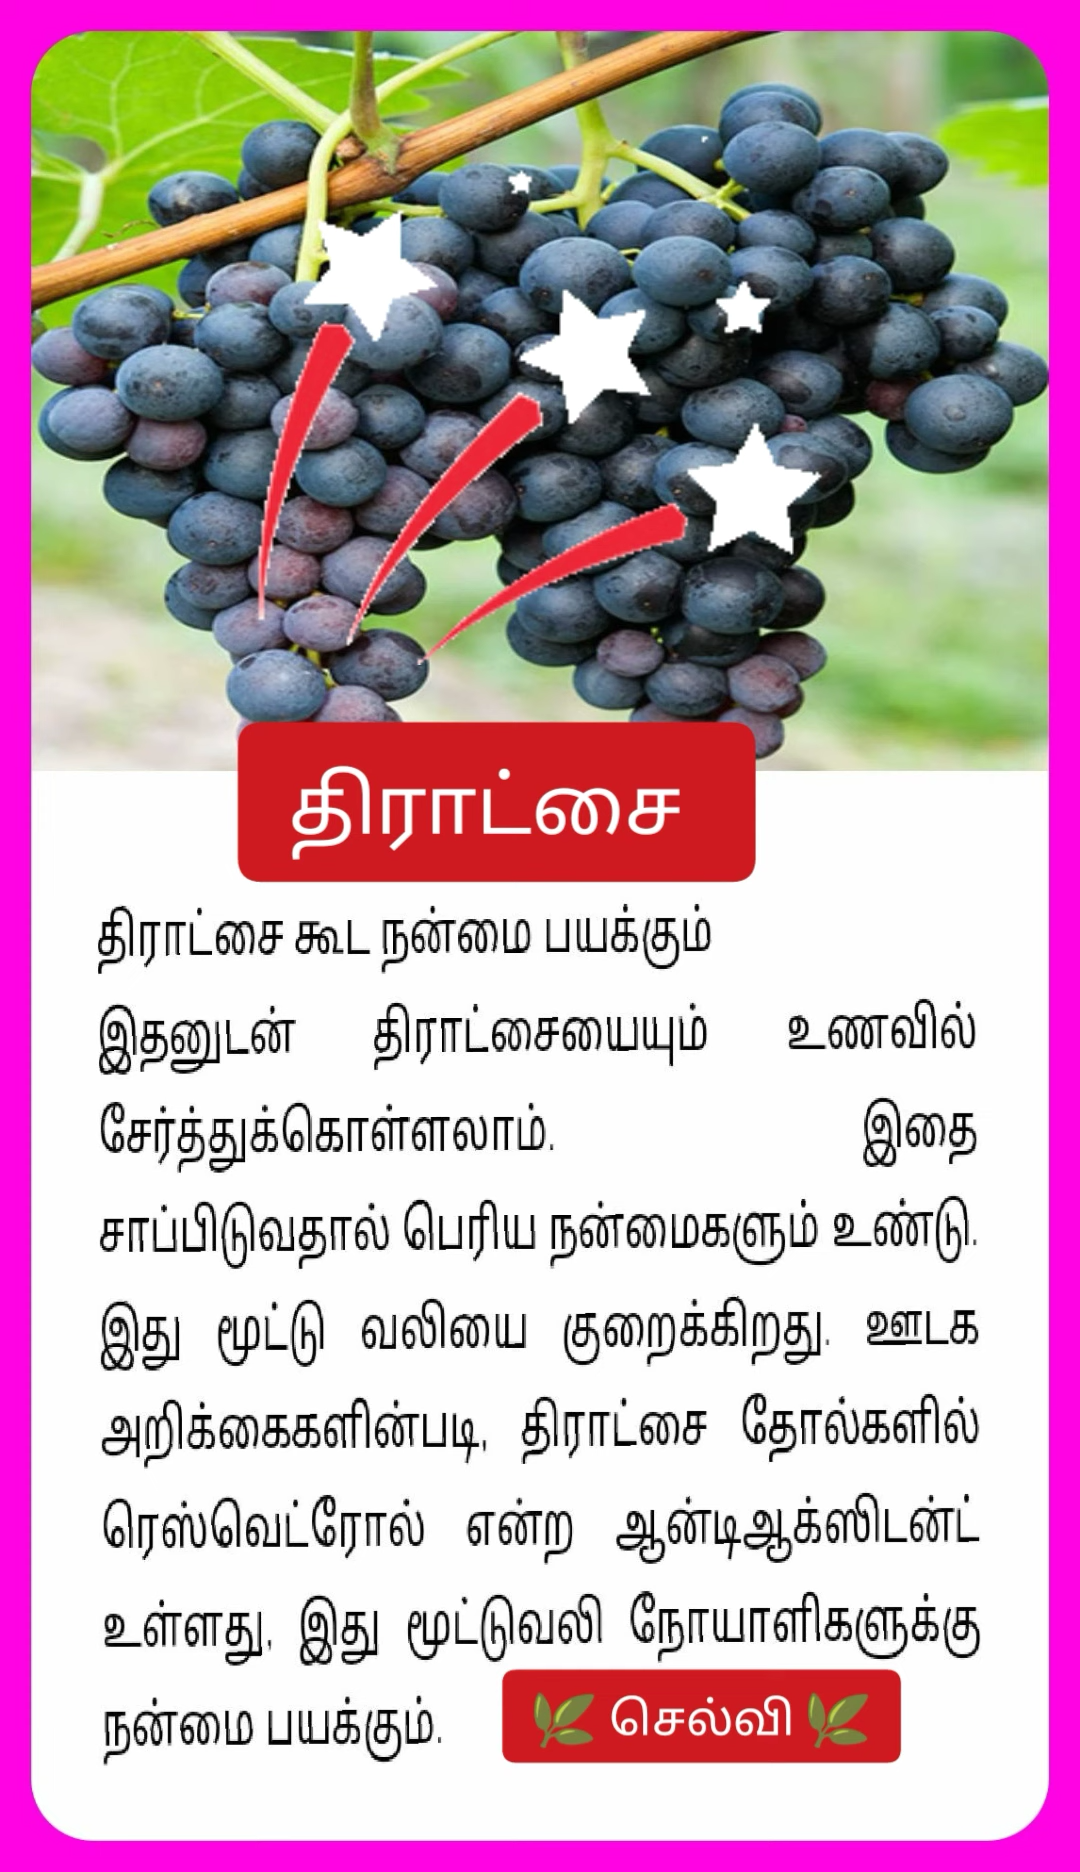 திராட்சை
திராட்சை கூட நன்மை பயக்கும்
இதனுடன் திராட்சையையும் உணவில்
சேர்த்துக்கொள்ளலாம். இதை
சாப்பிடுவதால் பெரிய நன்மைகளும் உண்டு.
இது மூட்டு வலியை குறைக்கிறது. ஊடக
அறிக்கைகளின்படி, திராட்சை தோல்களில்
ரெஸ்வெட்ரோல் என்ற ஆன்டிஆக்ஸிடன்ட்
உள்ளது, இது மூட்டுவலி நோயாளிகளுக்கு
நன்மை பயக்கும்.
🌿 செல்வி 🌿